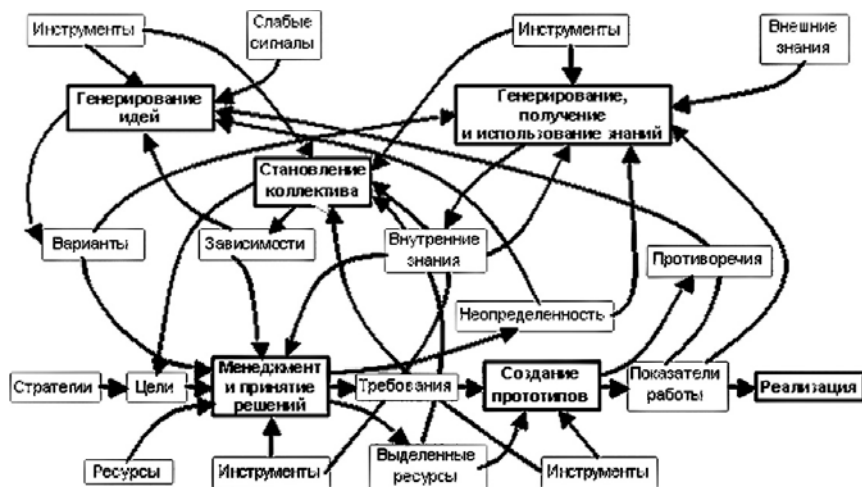 Инструменты
Слабые
сигналы
Инструменты
Внешние
знания
Генерирование
идей
Генерирование,
получение
и использование знаний
Становление
коллектива
Варианты
Зависимости
Внутренние
знания
Противоречия
Неопределенность
Стратегии
Цели
Менеджмент
и принятие
решений
Требования
Создание
прототипов
Показатели
работы
Реализация
Ресурсы
Инструменты
Выделенные
ресурсы
Инструменты